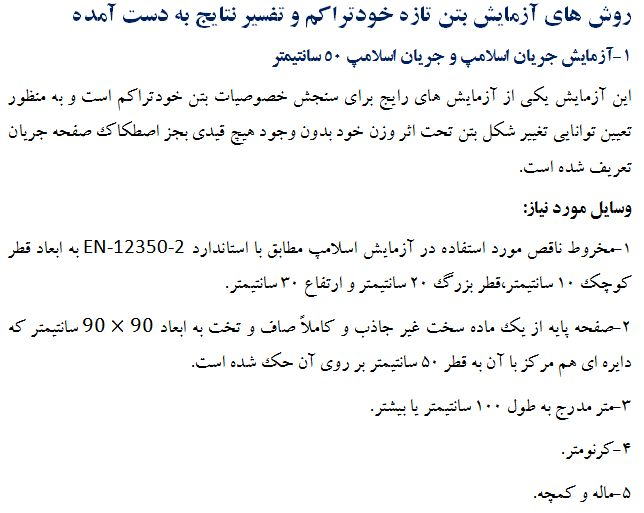 روش های آزمایش بتن تازه خودتراکم و تفسیر نتایج به دست آمده
۱-آزمایش جریان اسلامپ و جریان اسلامپ ۵۰ سانتیمتر
این آزمایش یکی از آزمایش های رایج برای سنجش خصوصیات بتن خودتراکم است و به منظور
تعیین توانایی تغییر شکل بتن تحت اثر وزن خود بدون وجود هیچ قیدی بجز اصطکاک صفحه جریان
تعریف شده است.
وسایل مورد نیاز:
۱-مخروط ناقص مورد استفاده در آزمایش اسلامپ مطابق با استاندارد EN-12350-2 به ابعاد قطر
کوچک ۱۰ سانتیمتر،قطر بزرگ ۲۰ سانتیمتر و ارتفاع ۳۰ سانتیمتر.
۲-صفحه پایه از یک ماده سخت غیر جاذب و کاملاً صاف و تخت به ابعاد 90 × 90 سانتیمتر که
دایره ای هم مرکز با آن به قطر ۵۰ سانتیمتر بر روی آن حک شده است.
۳-متر مدرج به طول ۱۰۰ سانتیمتر یا بیشتر.
۴-کرنومتر.
۵-ماله و کمچه.